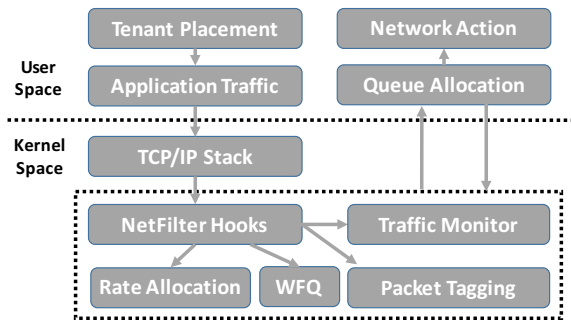 Tenant Placement
Network Action
User
Space
Application Traffic
Queue Allocation
Kernel
Space
TCP/IP Stack
NetFilter Hooks
Traffic Monitor
Rate Allocation
WFQ
Packet Tagging